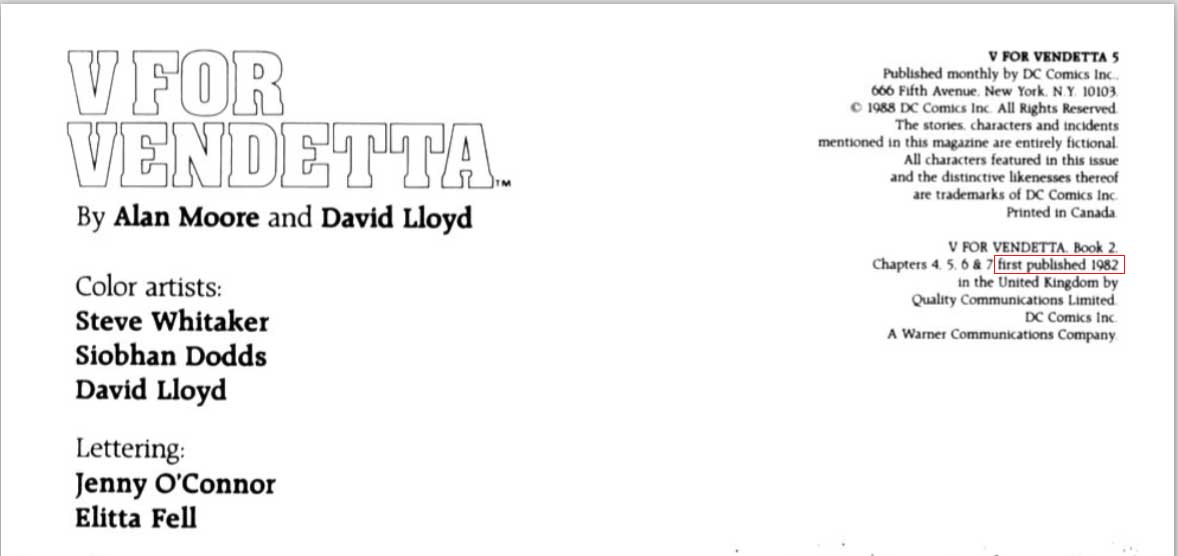 V FOR
VENDETTA™
By Alan Moore and David Lloyd
Color artists:
Steve Whitaker
Siobhan Dodds
David Lloyd
Lettering:
Jenny O'Connor
Elitta Fell
V FOR VENDETTA 5
Published monthly by DC Comics Inc.,
666 Fifth Avenue, New York, N.Y. 10103.
© 1988 DC Comics Inc. All Rights Reserved.
The stories, characters and incidents
mentioned in this magazine are entirely fictional.
All characters featured in this issue
and the distinctive likenesses thereof
are trademarks of DC Comics Inc.
Printed in Canada.
V FOR VENDETTA, Book 2,
Chapters 4, 5, 6 & 7 first published 1982
in the United Kingdom by
Quality Communications Limited.
DC Comics Inc.
A Warner Communications Company.